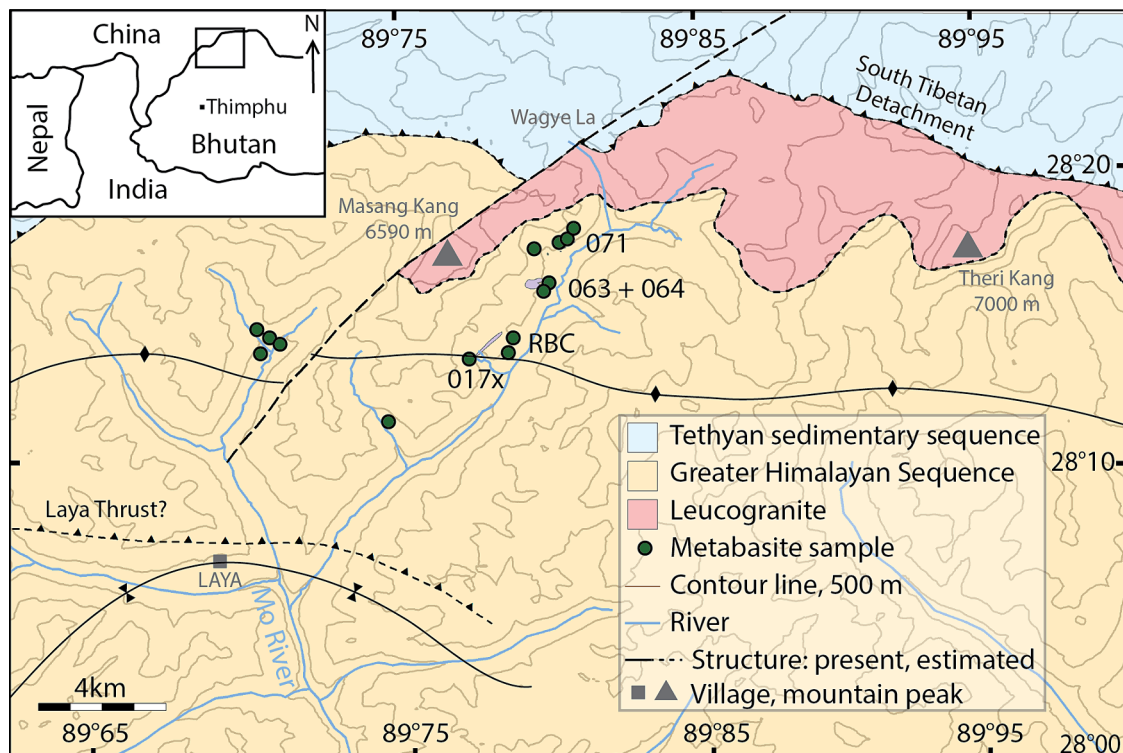 China
N
Thimphu
Nepal
Bhutan
India
89°75
89°85
89°95
South Tibetan
Detachment
Wagye La
28°20
Masang Kang
6590 m
071
063 + 064
Theri Kang
7000 m
RBC
017x
28°10
Laya Thrust?
LAYA
Mo River
Tethyan sedimentary sequence
Greater Himalayan Sequence
Leucogranite
Metabasite sample
Contour line, 500 m
River
Structure: present, estimated
Village, mountain peak
4km
89°65
89°75
89°85
89°95
28°00